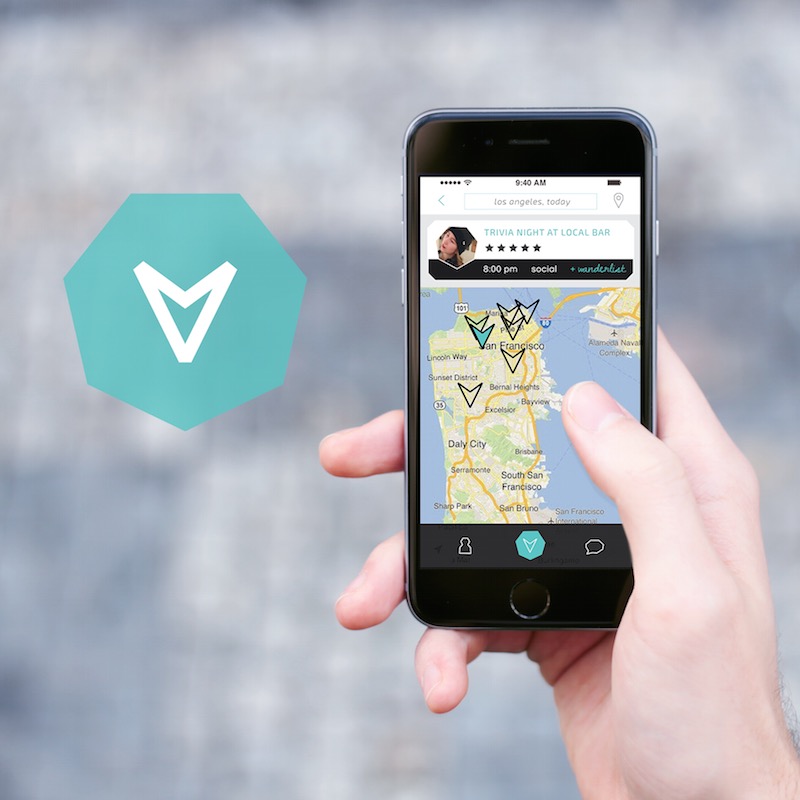 9:40 AM
los angeles, today
TRIVIA NIGHT AT LOCAL BAR
8:00 pm social + wanderlist
101
80
San Francisco
Alameda Naval
Complex
Lincoln Way
Sunset District
Bernal Heights
Bayview
35
Excelsior
Daly City
Brisbane
Serramonte
South San
Francisco
Sharp Park
San Bruno
San Francisco
International